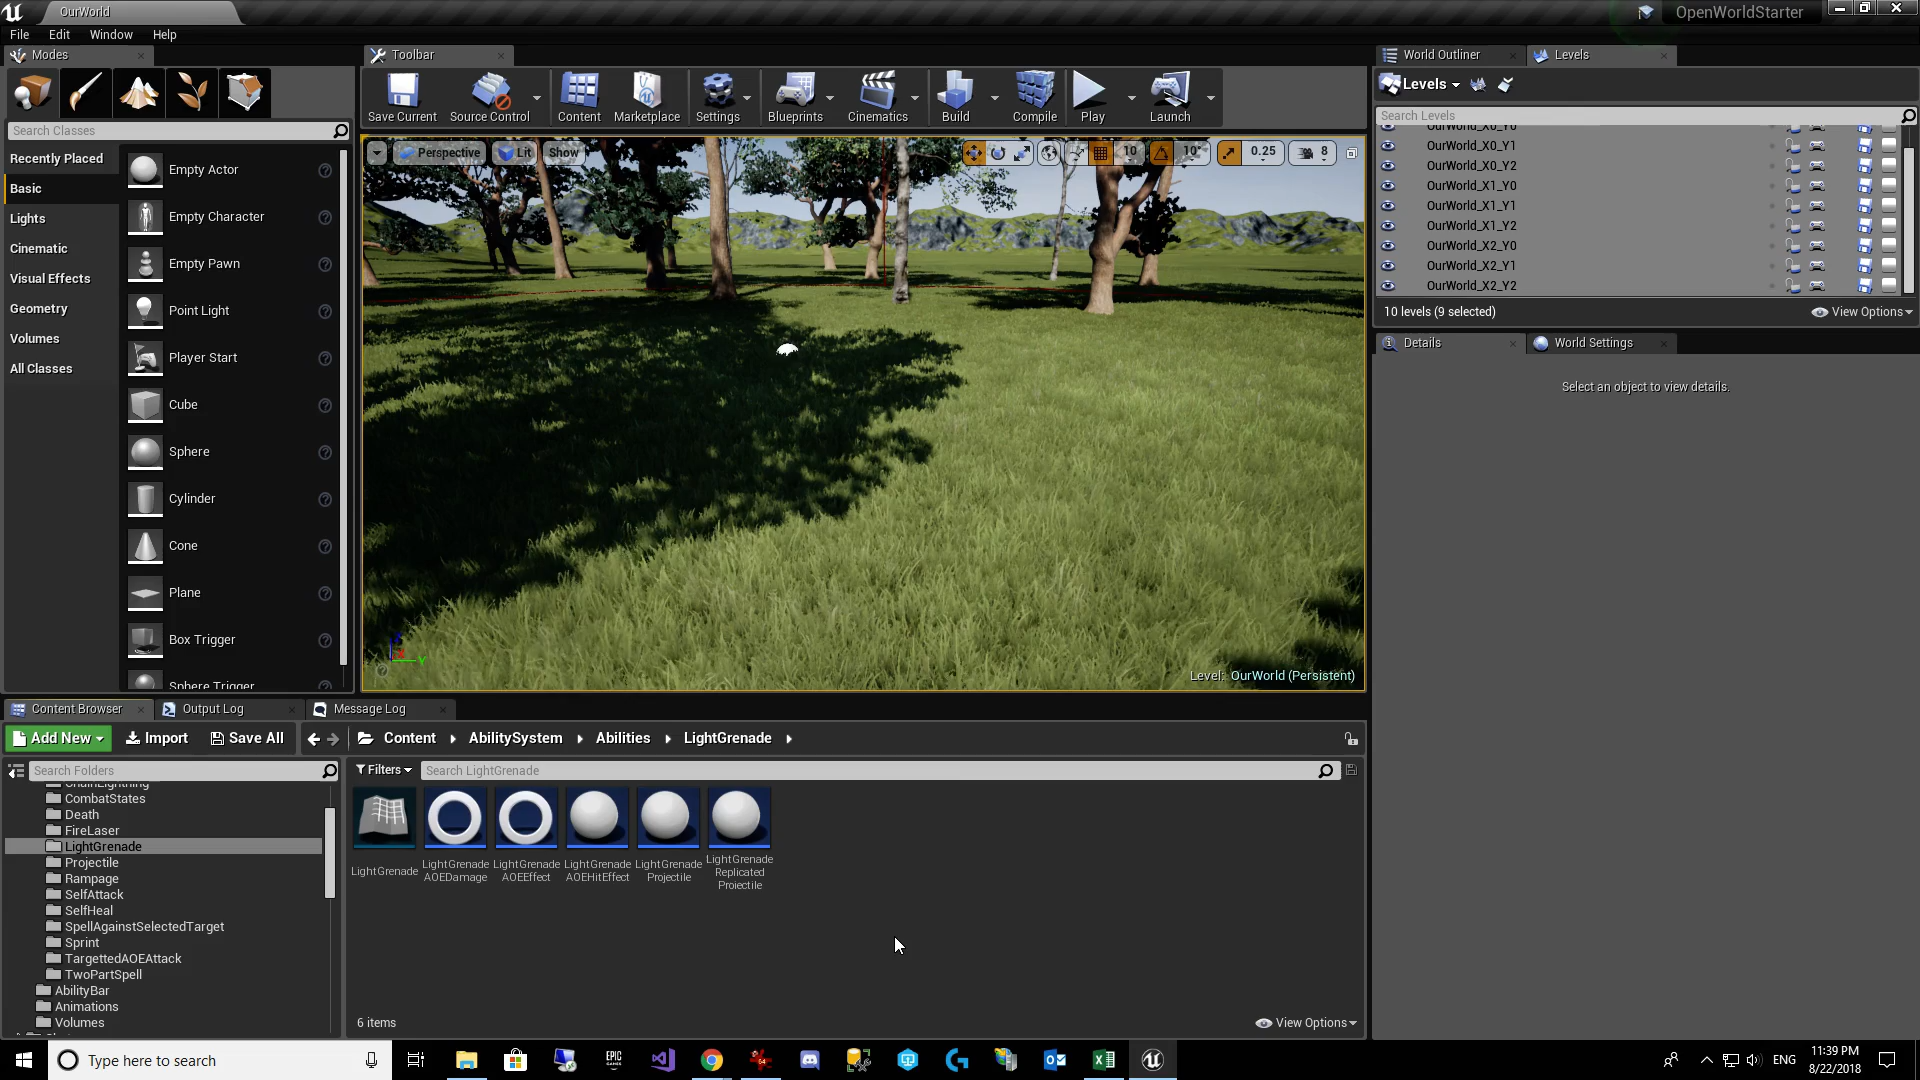 OurWorld
OpenWorldStarter
File Edit Window Help
Modes
Toolbar
World Outliner
Levels
Search Classes
Recently Placed
Basic
Lights
Cinematic
Visual Effects
Geometry
Volumes
All Classes
Empty Actor
Empty Character
Empty Pawn
Point Light
Player Start
Cube
Sphere
Cylinder
Cone
Plane
Box Trigger
Sphere Trigger
Save Current
Source Control
Content
Marketplace
Settings
Blueprints
Cinematics
Build
Compile
Play
Launch
Perspective
Lit
Show
10
10°
0.25
8
Y
Level: OurWorld (Persistent)
Levels
Search Levels
OurWorld_X0_Y0
OurWorld_X0_Y1
OurWorld_X0_Y2
OurWorld_X1_Y0
OurWorld_X1_Y1
OurWorld_X1_Y2
OurWorld_X2_Y0
OurWorld_X2_Y1
OurWorld_X2_Y2
10 levels (9 selected)
View Options
Details
World Settings
Select an object to view details.
Content Browser
Output Log
Message Log
Add New
Import
Save All
Content
AbilitySystem
Abilities
LightGrenade
Search Folders
ChainLightning
CombatStates
Death
FireLaser
LightGrenade
Projectile
Rampage
SelfAttack
SelfHeal
SpellAgainstSelectedTarget
Sprint
TargettedAOEAttack
TwoPartSpell
AbilityBar
Animations
Volumes
Filters
Search LightGrenade
LightGrenade
LightGrenade
AOEDamage
LightGrenade
AOEEffect
LightGrenade
AOEHitEffect
LightGrenade
Projectile
LightGrenade
Replicated
Projectile
6 items
View Options
Type here to search
EPIC
GAMES
64
ENG
11:39 PM
8/22/2018